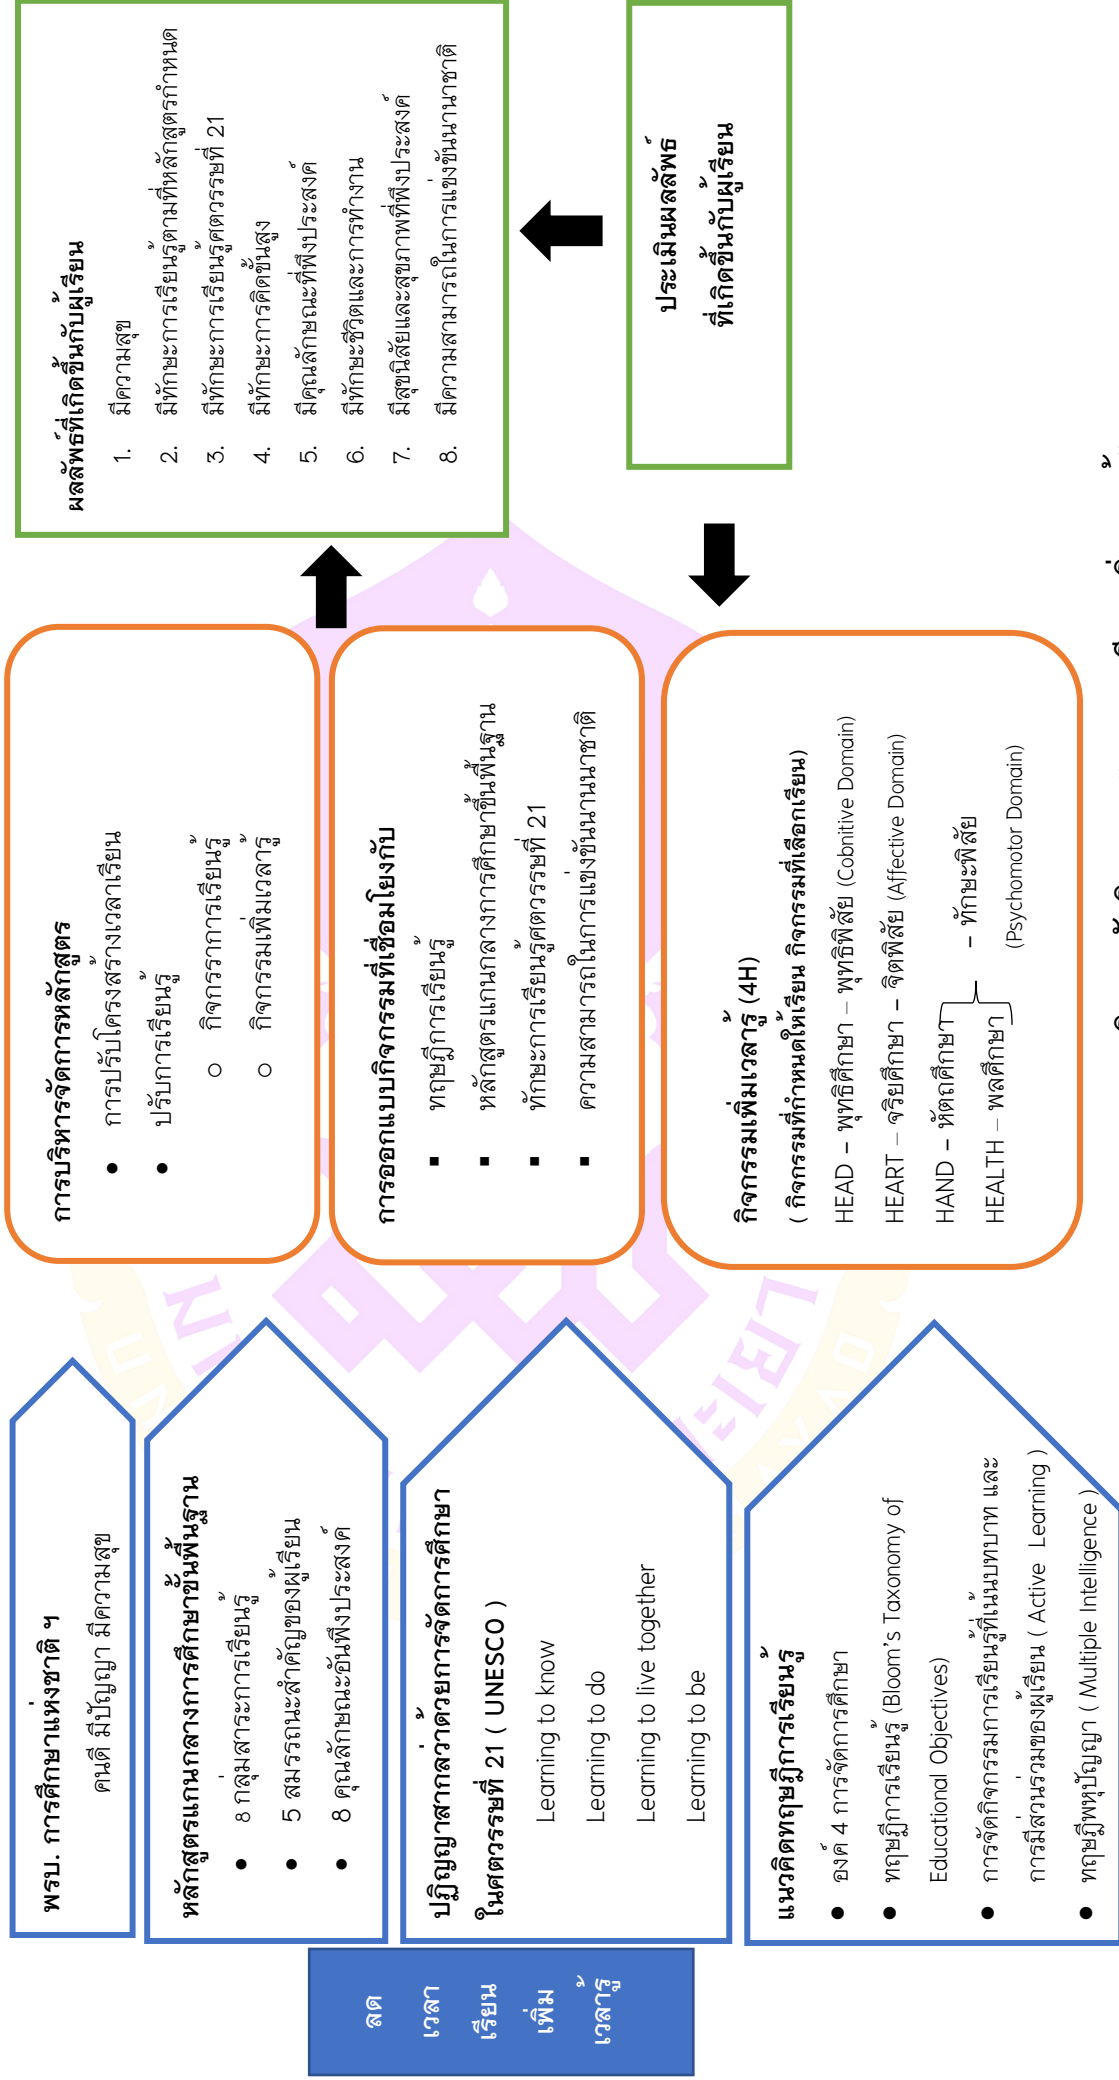 ลด
เวลา
เรียน
เพิ่ม
เวลารู้
พรบ. การศึกษาแห่งชาติ ฯ
คนดี มีปัญญา มีความสุข
หลักสูตรแกนกลางการศึกษาขั้นพื้นฐาน
● 8 กลุ่มสาระการเรียนรู้
● 5 สมรรถนะสำคัญของผู้เรียน
● 8 คุณลักษณะอันพึงประสงค์
ปฏิญญาสากลว่าด้วยการจัดการศึกษา
ในศตวรรษที่ 21 ( UNESCO )
Learning to know
Learning to do
Learning to live together
Learning to be
แนวคิดทฤษฎีการเรียนรู้
● องค์ 4 การจัดการศึกษา
● ทฤษฎีการเรียนรู้ (Bloom's Taxonomy of
Educational Objectives)
● การจัดกิจกรรมการเรียนรู้ที่เน้นบทบาท และ
การมีส่วนร่วมของผู้เรียน ( Active Learning )
● ทฤษฎีพหุปัญญา ( Multiple Intelligence )
การบริหารจัดการหลักสูตร
● การปรับโครงสร้างเวลาเรียน
● ปรับการเรียนรู้
○ กิจกรราการเรียนรู้
○ กิจกรรมเพิ่มเวลารู้
การออกแบบกิจกรรมที่เชื่อมโยงกับ
▪ ทฤษฎีการเรียนรู้
▪ หลักสูตรแกนกลางการศึกษาขั้นพื้นฐาน
▪ ทักษะการเรียนรู้ศตวรรษที่ 21
▪ ความสามารถในการแข่งขันนานนาชาติ
กิจกรรมเพิ่มเวลารู้ (4H)
( กิจกรรมที่กำหนดให้เรียน กิจกรรมที่เลือกเรียน)
HEAD – พุทธิศึกษา – พุทธิพิสัย (Cobnitive Domain)
HEART – จริยศึกษา – จิตพิสัย (Affective Domain)
HAND – หัตถศึกษา – ทักษะพิสัย
HEALTH – พลศึกษา (Psychomotor Domain)
ผลลัพธ์ที่เกิดขึ้นกับผู้เรียน
1. มีความสุข
2. มีทักษะการเรียนรู้ตามที่หลักสูตรกำหนด
3. มีทักษะการเรียนรู้ศตวรรษที่ 21
4. มีทักษะการคิดขั้นสูง
5. มีคุณลักษณะที่พึงประสงค์
6. มีทักษะชีวิตและการทำงาน
7. มีสุขนิสัยและสุขภาพที่พึงประสงค์
8. มีความสามารถในการแข่งขันนานาชาติ
ประเมินผลลัพธ์
ที่เกิดขึ้นกับผู้เรียน